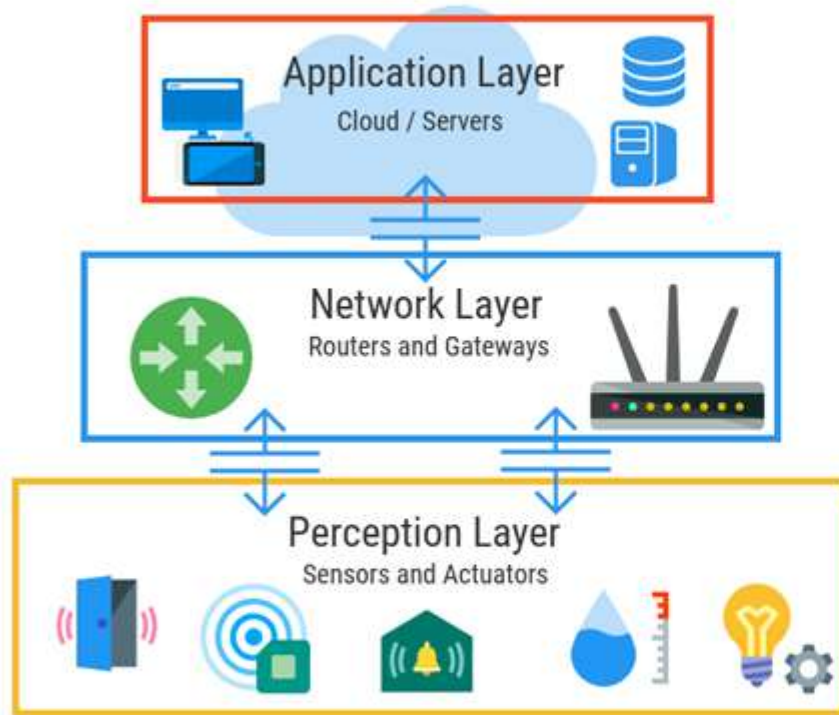 Application Layer
Cloud / Servers
Network Layer
Routers and Gateways
Perception Layer
Sensors and Actuators